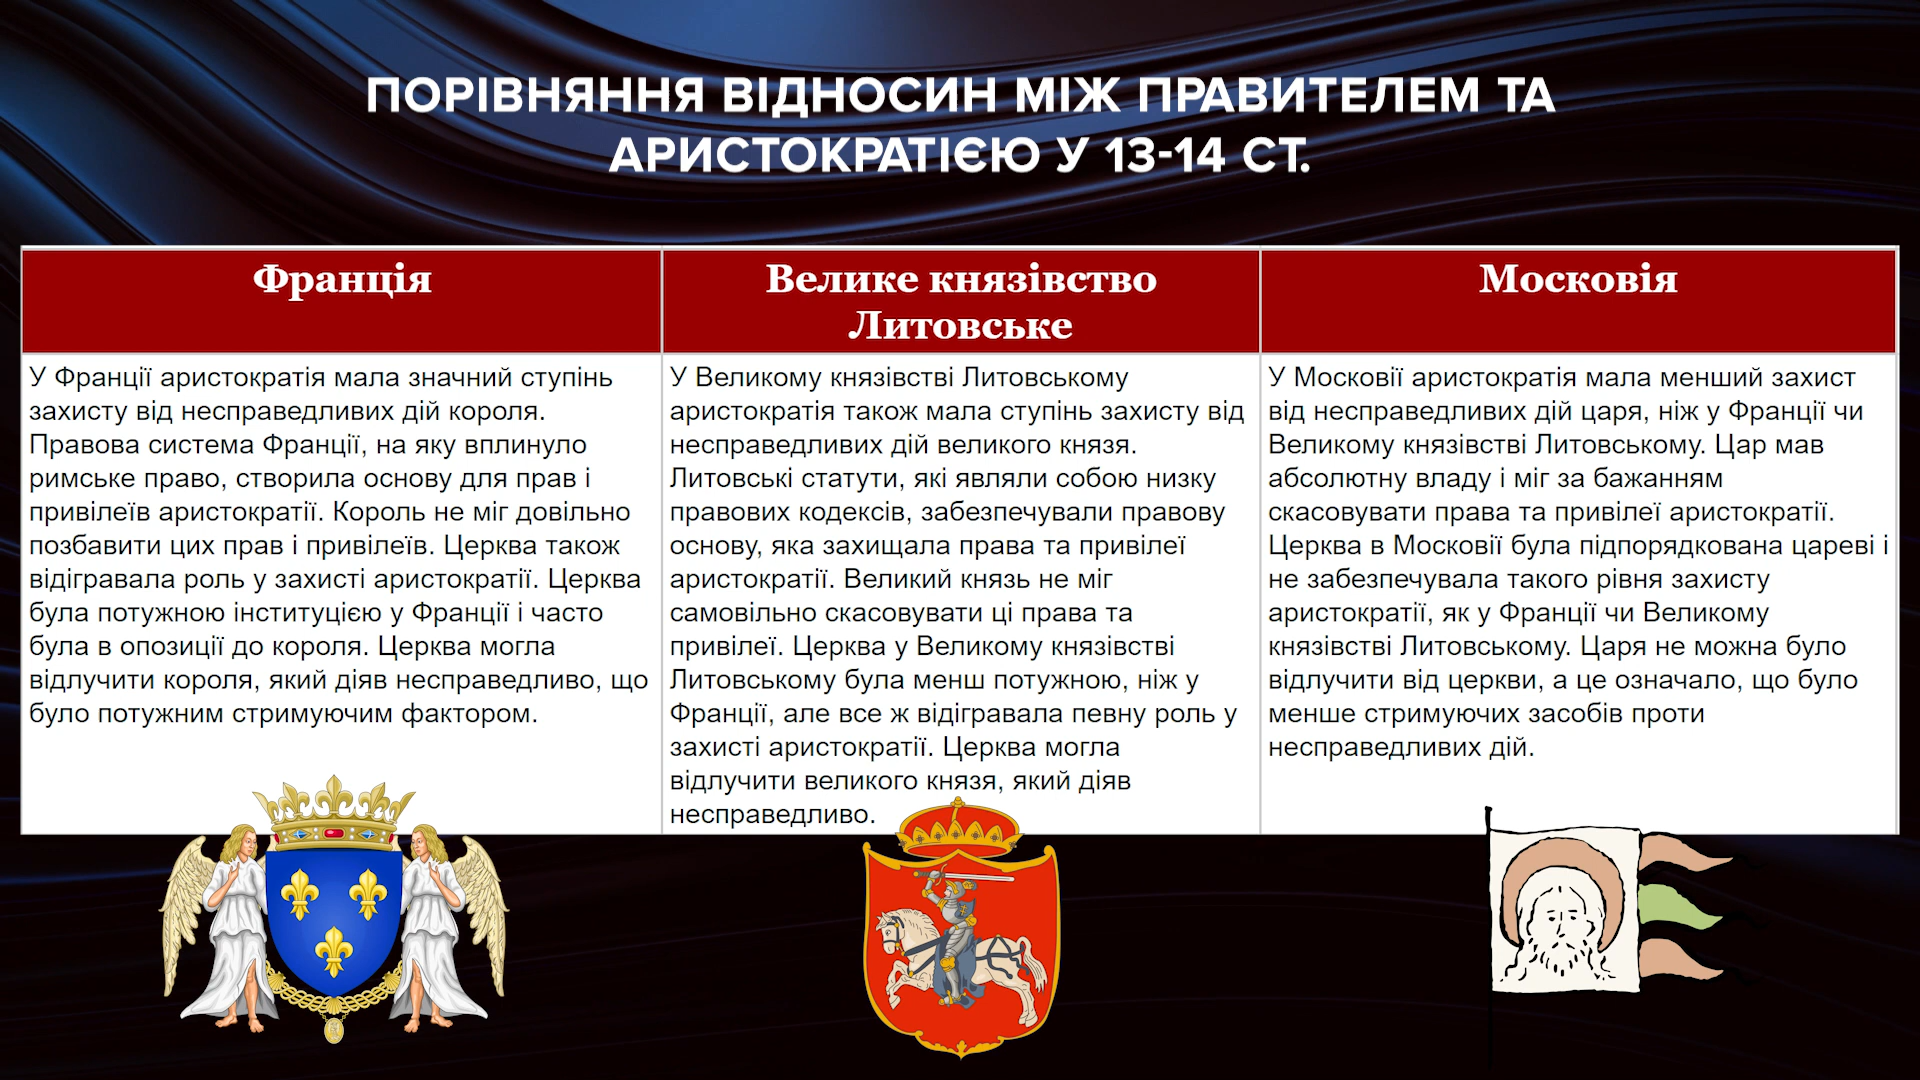 ПОРІВНЯННЯ ВІДНОСИН МІЖ ПРАВИТЕЛЕМ ТА
АРИСТОКРАТІЄЮ У 13-14 СТ.
Франція
У Франції аристократія мала значний ступінь
захисту від несправедливих дій короля.
Правова система Франції, на яку вплинуло
римське право, створила основу для прав і
привілеїв аристократії. Король не міг довільно
позбавити цих прав і привілеїв. Церква також
відігравала роль у захисті аристократії. Церква
була потужною інституцією у Франції і часто
була в опозиції до короля. Церква могла
відлучити короля, який діяв несправедливо, що
було потужним стримуючим фактором.
Велике князівство
Литовське
У Великому князівстві Литовському
аристократія також мала ступінь захисту від
несправедливих дій великого князя.
Литовські статути, які являли собою низку
правових кодексів, забезпечували правову
основу, яка захищала права та привілеї
аристократії. Великий князь не міг
самовільно скасовувати ці права та
привілеї. Церква у Великому князівстві
Литовському була менш потужною, ніж у
Франції, але все ж відігравала певну роль у
захисті аристократії. Церква могла
відлучити великого князя, який діяв
несправедливо.
Московія
У Московії аристократія мала менший захист
від несправедливих дій царя, ніж у Франції чи
Великому князівстві Литовському. Цар мав
абсолютну владу і міг за бажанням
скасовувати права та привілеї аристократії.
Церква в Московії була підпорядкована цареві і
не забезпечувала такого рівня захисту
аристократії, як у Франції чи Великому
князівстві Литовському. Царя не можна було
відлучити від церкви, а це означало, що було
менше стримуючих засобів проти
несправедливих дій.